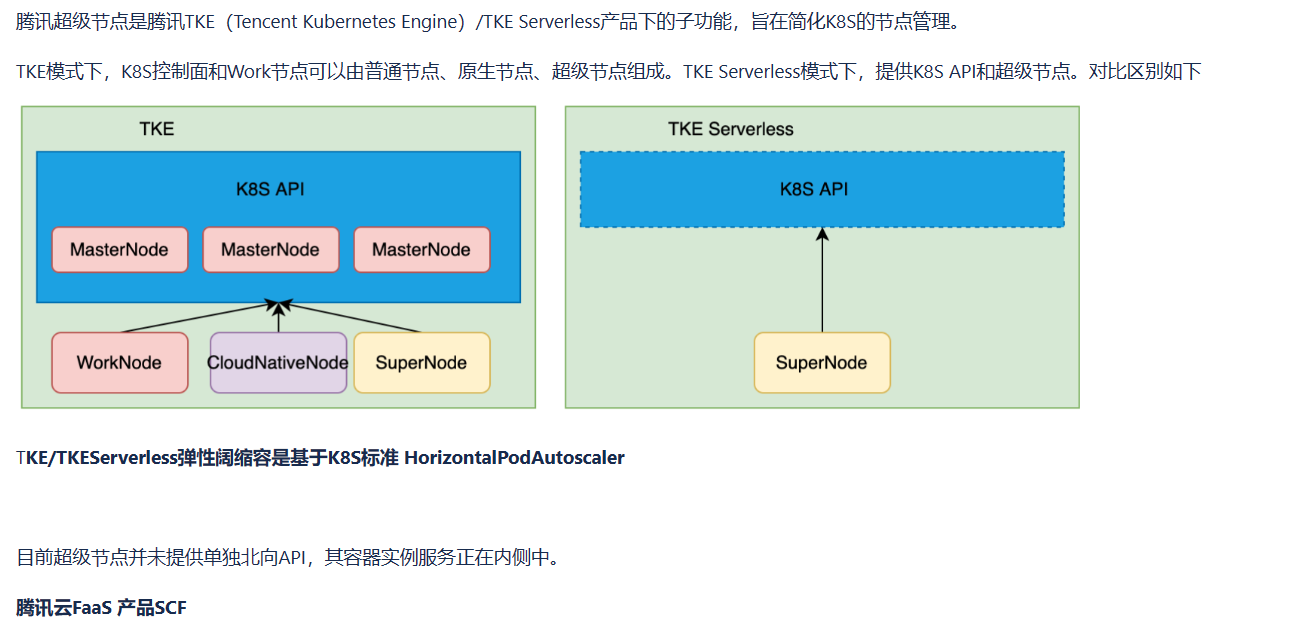 腾讯超级节点是腾讯TKE（Tencent Kubernetes Engine）/TKE Serverless产品下的子功能，旨在简化K8S的节点管理。
TKE模式下，K8S控制面和Work节点可以由普通节点、原生节点、超级节点组成。TKE Serverless模式下，提供K8S API和超级节点。对比区别如下
TKE
K8S API
MasterNode
MasterNode
MasterNode
WorkNode
CloudNativeNode
SuperNode
TKE Serverless
K8S API
SuperNode
TKE/TKEServerless弹性阔缩容是基于K8S标准 HorizontalPodAutoscaler
目前超级节点并未提供单独北向API，其容器实例服务正在内侧中。
腾讯云FaaS 产品SCF